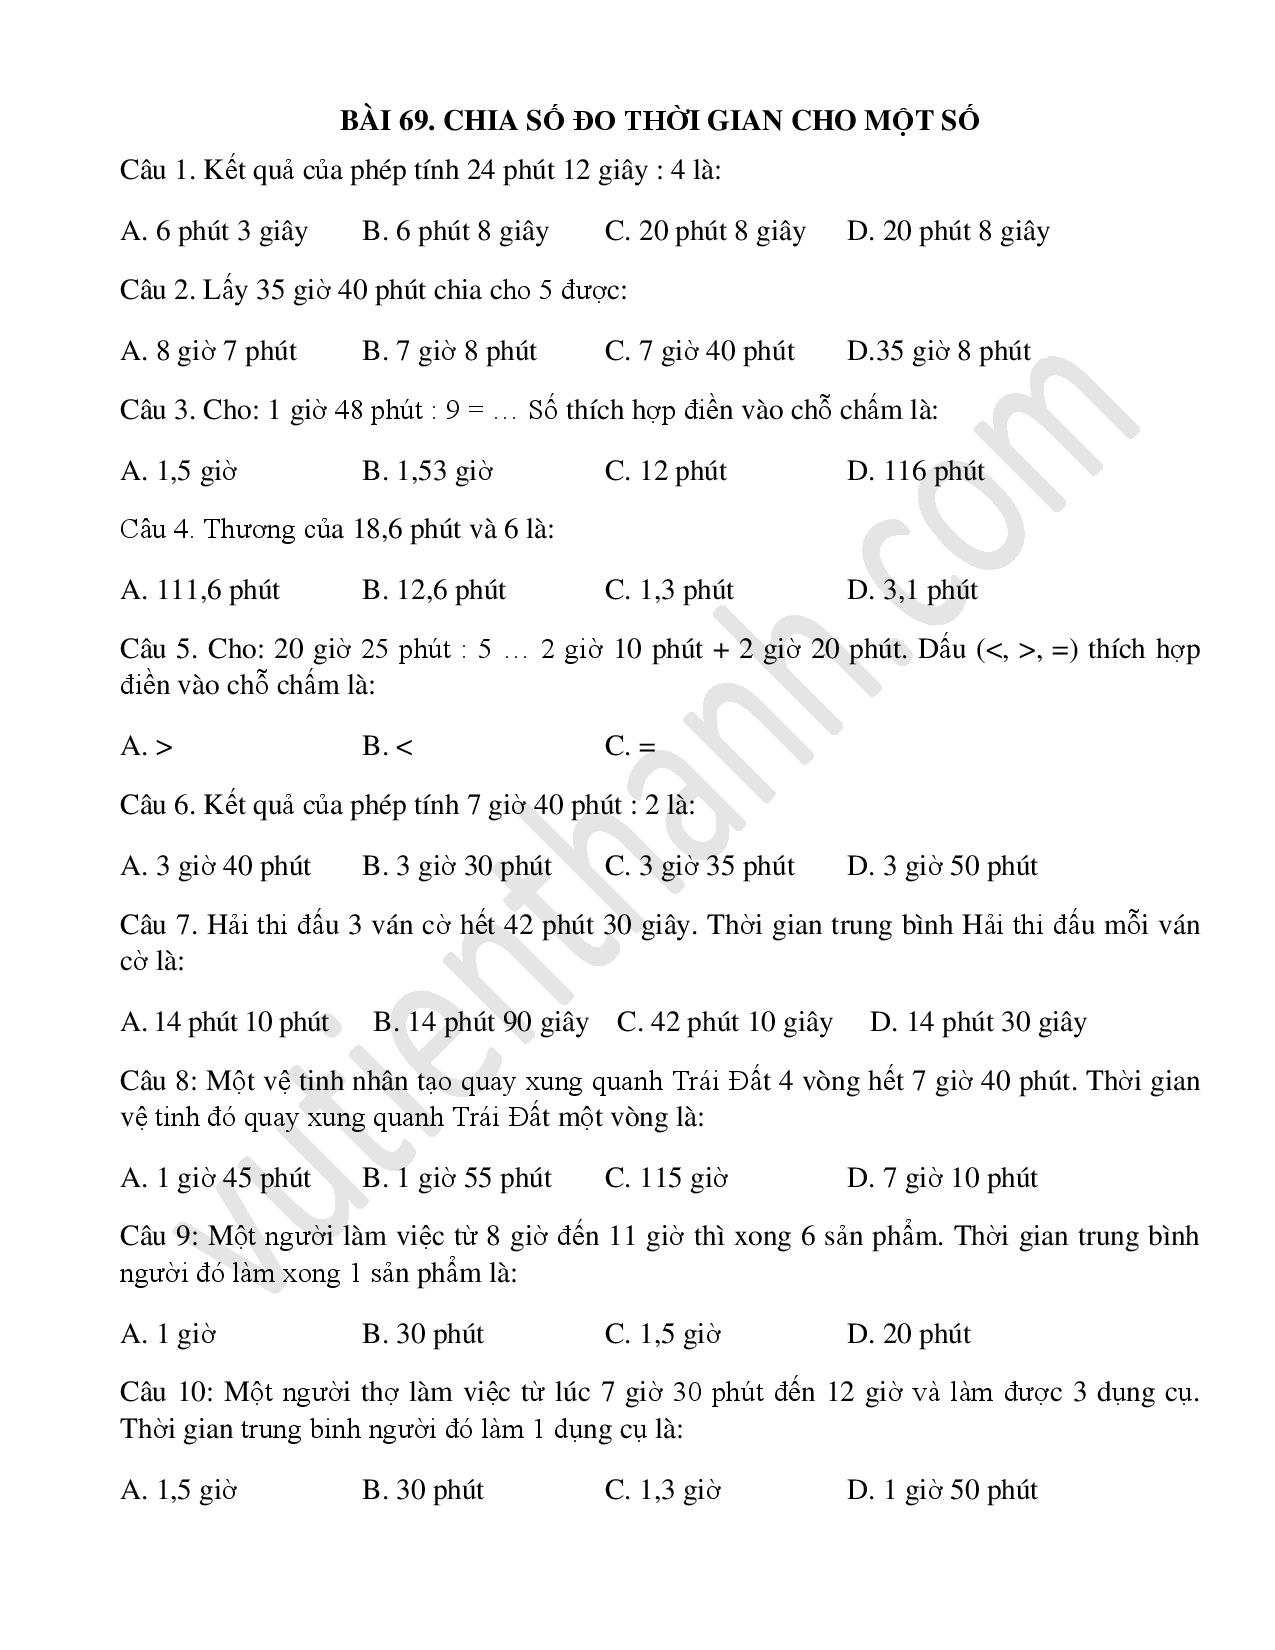 BÀI 69. CHIA SỐ ĐO THỜI GIAN CHO MỘT SỐ
Câu 1. Kết quả của phép tính 24 phút 12 giây : 4 là:
A. 6 phút 3 giây B. 6 phút 8 giây C. 20 phút 8 giây D. 20 phút 8 giây
Câu 2. Lấy 35 giờ 40 phút chia cho 5 được:
A. 8 giờ 7 phút B. 7 giờ 8 phút C. 7 giờ 40 phút D.35 giờ 8 phút
Câu 3. Cho: 1 giờ 48 phút : 9 = … Số thích hợp điền vào chỗ chấm là:
A. 1,5 giờ B. 1,53 giờ C. 12 phút D. 116 phút
Câu 4. Thương của 18,6 phút và 6 là:
A. 111,6 phút B. 12,6 phút C. 1,3 phút D. 3,1 phút
Câu 5. Cho: 20 giờ 25 phút : 5 … 2 giờ 10 phút + 2 giờ 20 phút. Dấu (<, >, =) thích hợp
điền vào chỗ chấm là:
A. > B. < C. =
Câu 6. Kết quả của phép tính 7 giờ 40 phút : 2 là:
A. 3 giờ 40 phút B. 3 giờ 30 phút C. 3 giờ 35 phút D. 3 giờ 50 phút
Câu 7. Hải thi đấu 3 ván cờ hết 42 phút 30 giây. Thời gian trung bình Hải thi đấu mỗi ván
cờ là:
A. 14 phút 10 phút B. 14 phút 90 giây C. 42 phút 10 giây D. 14 phút 30 giây
Câu 8: Một vệ tinh nhân tạo quay xung quanh Trái Đất 4 vòng hết 7 giờ 40 phút. Thời gian
vệ tinh đó quay xung quanh Trái Đất một vòng là:
A. 1 giờ 45 phút B. 1 giờ 55 phút C. 115 giờ D. 7 giờ 10 phút
Câu 9: Một người làm việc từ 8 giờ đến 11 giờ thì xong 6 sản phẩm. Thời gian trung bình
người đó làm xong 1 sản phẩm là:
A. 1 giờ B. 30 phút C. 1,5 giờ D. 20 phút
Câu 10: Một người thợ làm việc từ lúc 7 giờ 30 phút đến 12 giờ và làm được 3 dụng cụ.
Thời gian trung binh người đó làm 1 dụng cụ là:
A. 1,5 giờ B. 30 phút C. 1,3 giờ D. 1 giờ 50 phút
vutienthanh.com